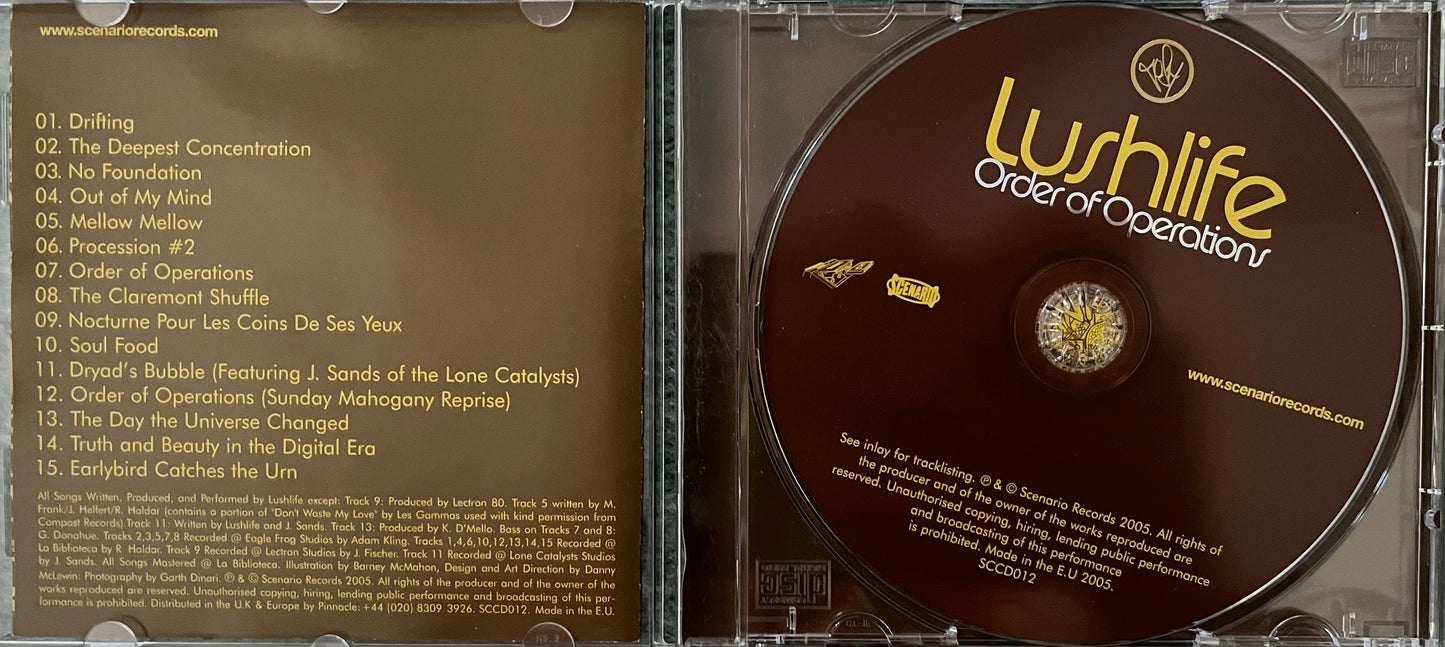 www.scenariorecords.com
01. Drifting
02. The Deepest Concentration
03. No Foundation
04. Out of My Mind
05. Mellow Mellow
06. Procession #2
07. Order of Operations
08. The Claremont Shuffle
09. Nocturne Pour Les Coins De Ses Yeux
10. Soul Food
11. Dryad's Bubble (Featuring J. Sands of the Lone Catalysts)
12. Order of Operations (Sunday Mahogany Reprise)
13. The Day the Universe Changed
14. Truth and Beauty in the Digital Era
15. Earlybird Catches the Urn
All Songs Written, Produced, and Performed by Lushlife except: Track 9: Produced by Lectron 80. Track 5 written by M.
Frank/J. Heffert/R. Haldar (contains a portion of "Don't Waste My Love" by Les Gammas used with kind permission from
Compost Records).Track 11: Written by Lushlife and J. Sands. Track 13: Produced by K. D'Mello. Bass on Tracks 7 and 8:
G. Donahue. Tracks 2,3,5,7,8 Recorded @ Eagle Frog Studios by Adam Kling. Tracks 1,4,6,10,12,13,14,15 Recorded @
La Biblioteca by R. Haldar. Track 9 Recorded @ Lectron Studios by J. Fischer. Track 11 Recorded @ Lone Catalysts Studios
by J. Sands. All Songs Mastered @ La Biblioteca. Illustration by Barney McMahon, Design and Art Direction by Danny
McLewin: Photography by Garth Dinari. ℗ & © Scenario Records 2005. All rights of the producer and of the owner of the
works reproduced are reserved. Unauthorised copying, hiring, lending public performance and broadcasting of this per-
formance is prohibited. Distributed in the U.K & Europe by Pinnacle: +44 (020) 8309 3926. SCCD012. Made in the E.U.
Lushlife
Order of Operations
SCENARIO
www.scenariorecords.com
See inlay for tracklisting. ℗ & © Scenario Records 2005. All rights of
the producer and of the owner of the works reproduced are
reserved. Unauthorised copying, hiring, lending public performance
and broadcasting of this performance
is prohibited. Made in the E.U 2005.
SCCD012